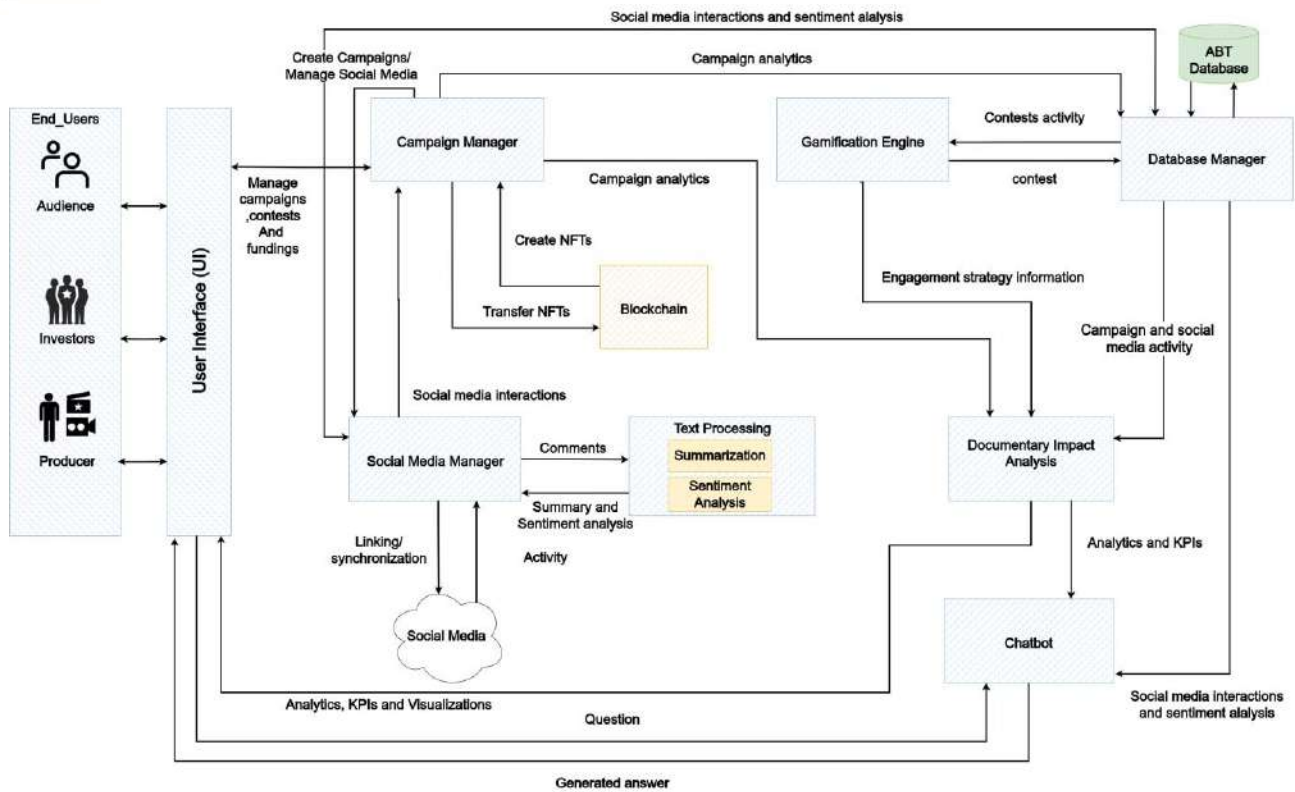 Social media interactions and sentiment alalysis
Create Campaigns/
Manage Social Media
Campaign analytics
ABT
Database
End_Users
Campaign Manager
Gamification Engine
Contests activity
Database Manager
Audience
Manage
campaigns
,contests
And
fundings
Campaign analytics
contest
User Interface (UI)
Create NFTs
Engagement strategy information
Investors
Transfer NFTs
Blockchain
Campaign and social
media activity
Social media interactions
Producer
Social Media Manager
Comments
Text Processing
Summarization
Sentiment
Analysis
Documentary Impact
Analysis
Summary and
Sentiment analysis
Linking/
synchronization
Activity
Analytics and KPIs
Social Media
Chatbot
Analytics, KPIs and Visualizations
Question
Social media interactions
and sentiment alalysis
Generated answer